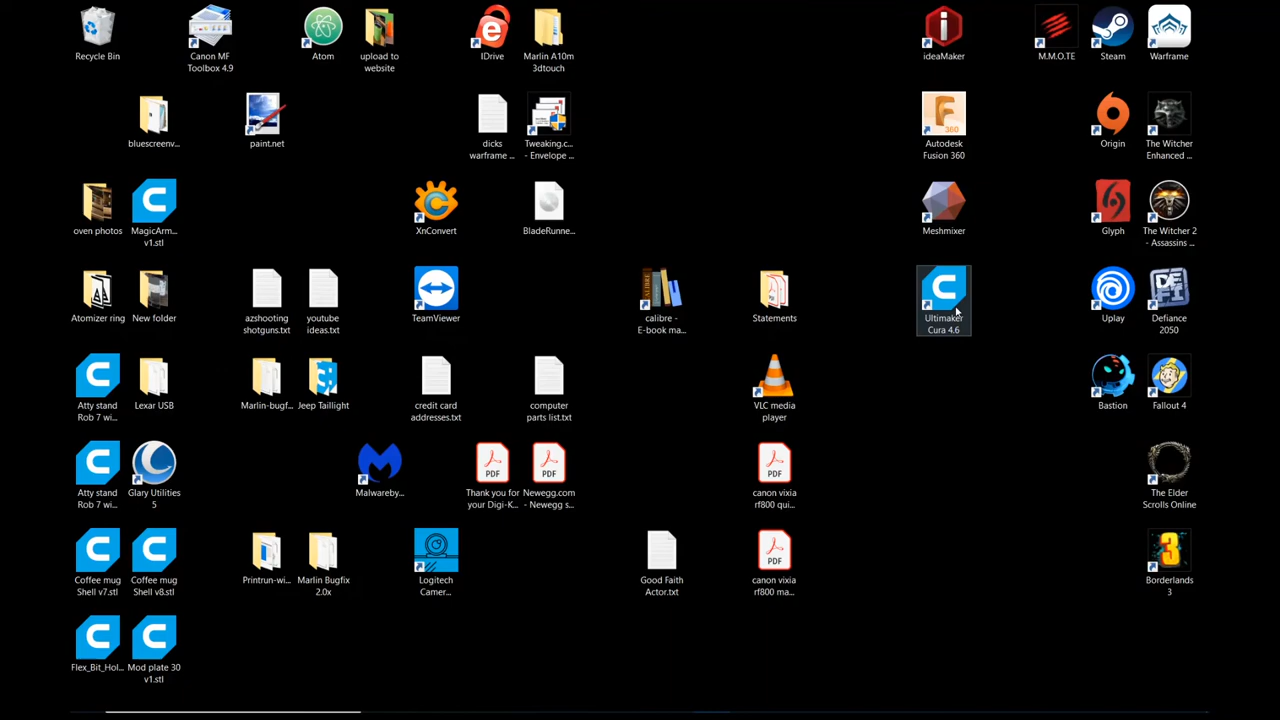 Recycle Bin
Canon MF
Toolbox 4.9
Atom
upload to
website
IDrive
Marlin A10m
3dtouch
ideaMaker
M.M.O.TE
Steam
Warframe
bluescreenv...
paint.net
dicks
warframe ...
Tweaking.c...
- Envelope ...
F
360
Autodesk
Fusion 360
Origin
The Witcher
Enhanced ...
oven photos
MagicArm...
v1.stl
XnConvert
BladeRunne...
Meshmixer
Glyph
The Witcher 2
- Assassins ...
Atomizer ring
New folder
azshooting
shotguns.txt
youtube
ideas.txt
TeamViewer
calibre -
E-book ma...
Statements
Ultimaker
Cura 4.6
Uplay
DE
FI
Defiance
2050
Atty stand
Rob 7 wi...
Lexar USB
Marlin-bugf...
Jeep Taillight
credit card
addresses.txt
computer
parts list.txt
VLC media
player
Bastion
Fallout 4
Atty stand
Rob 7 wi...
Glary Utilities
5
Malwareby...
PDF
Thank you for
your Digi-K...
PDF
Newegg.com
- Newegg s...
PDF
canon vixia
rf800 qui...
The Elder
Scrolls Online
Coffee mug
Shell v7.stl
Coffee mug
Shell v8.stl
Printrun-wi...
Marlin Bugfix
2.0x
Logitech
Camer...
Good Faith
Actor.txt
PDF
canon vixia
rf800 ma...
3
Borderlands
3
Flex_Bit_Hol...
Mod plate 30
v1.stl